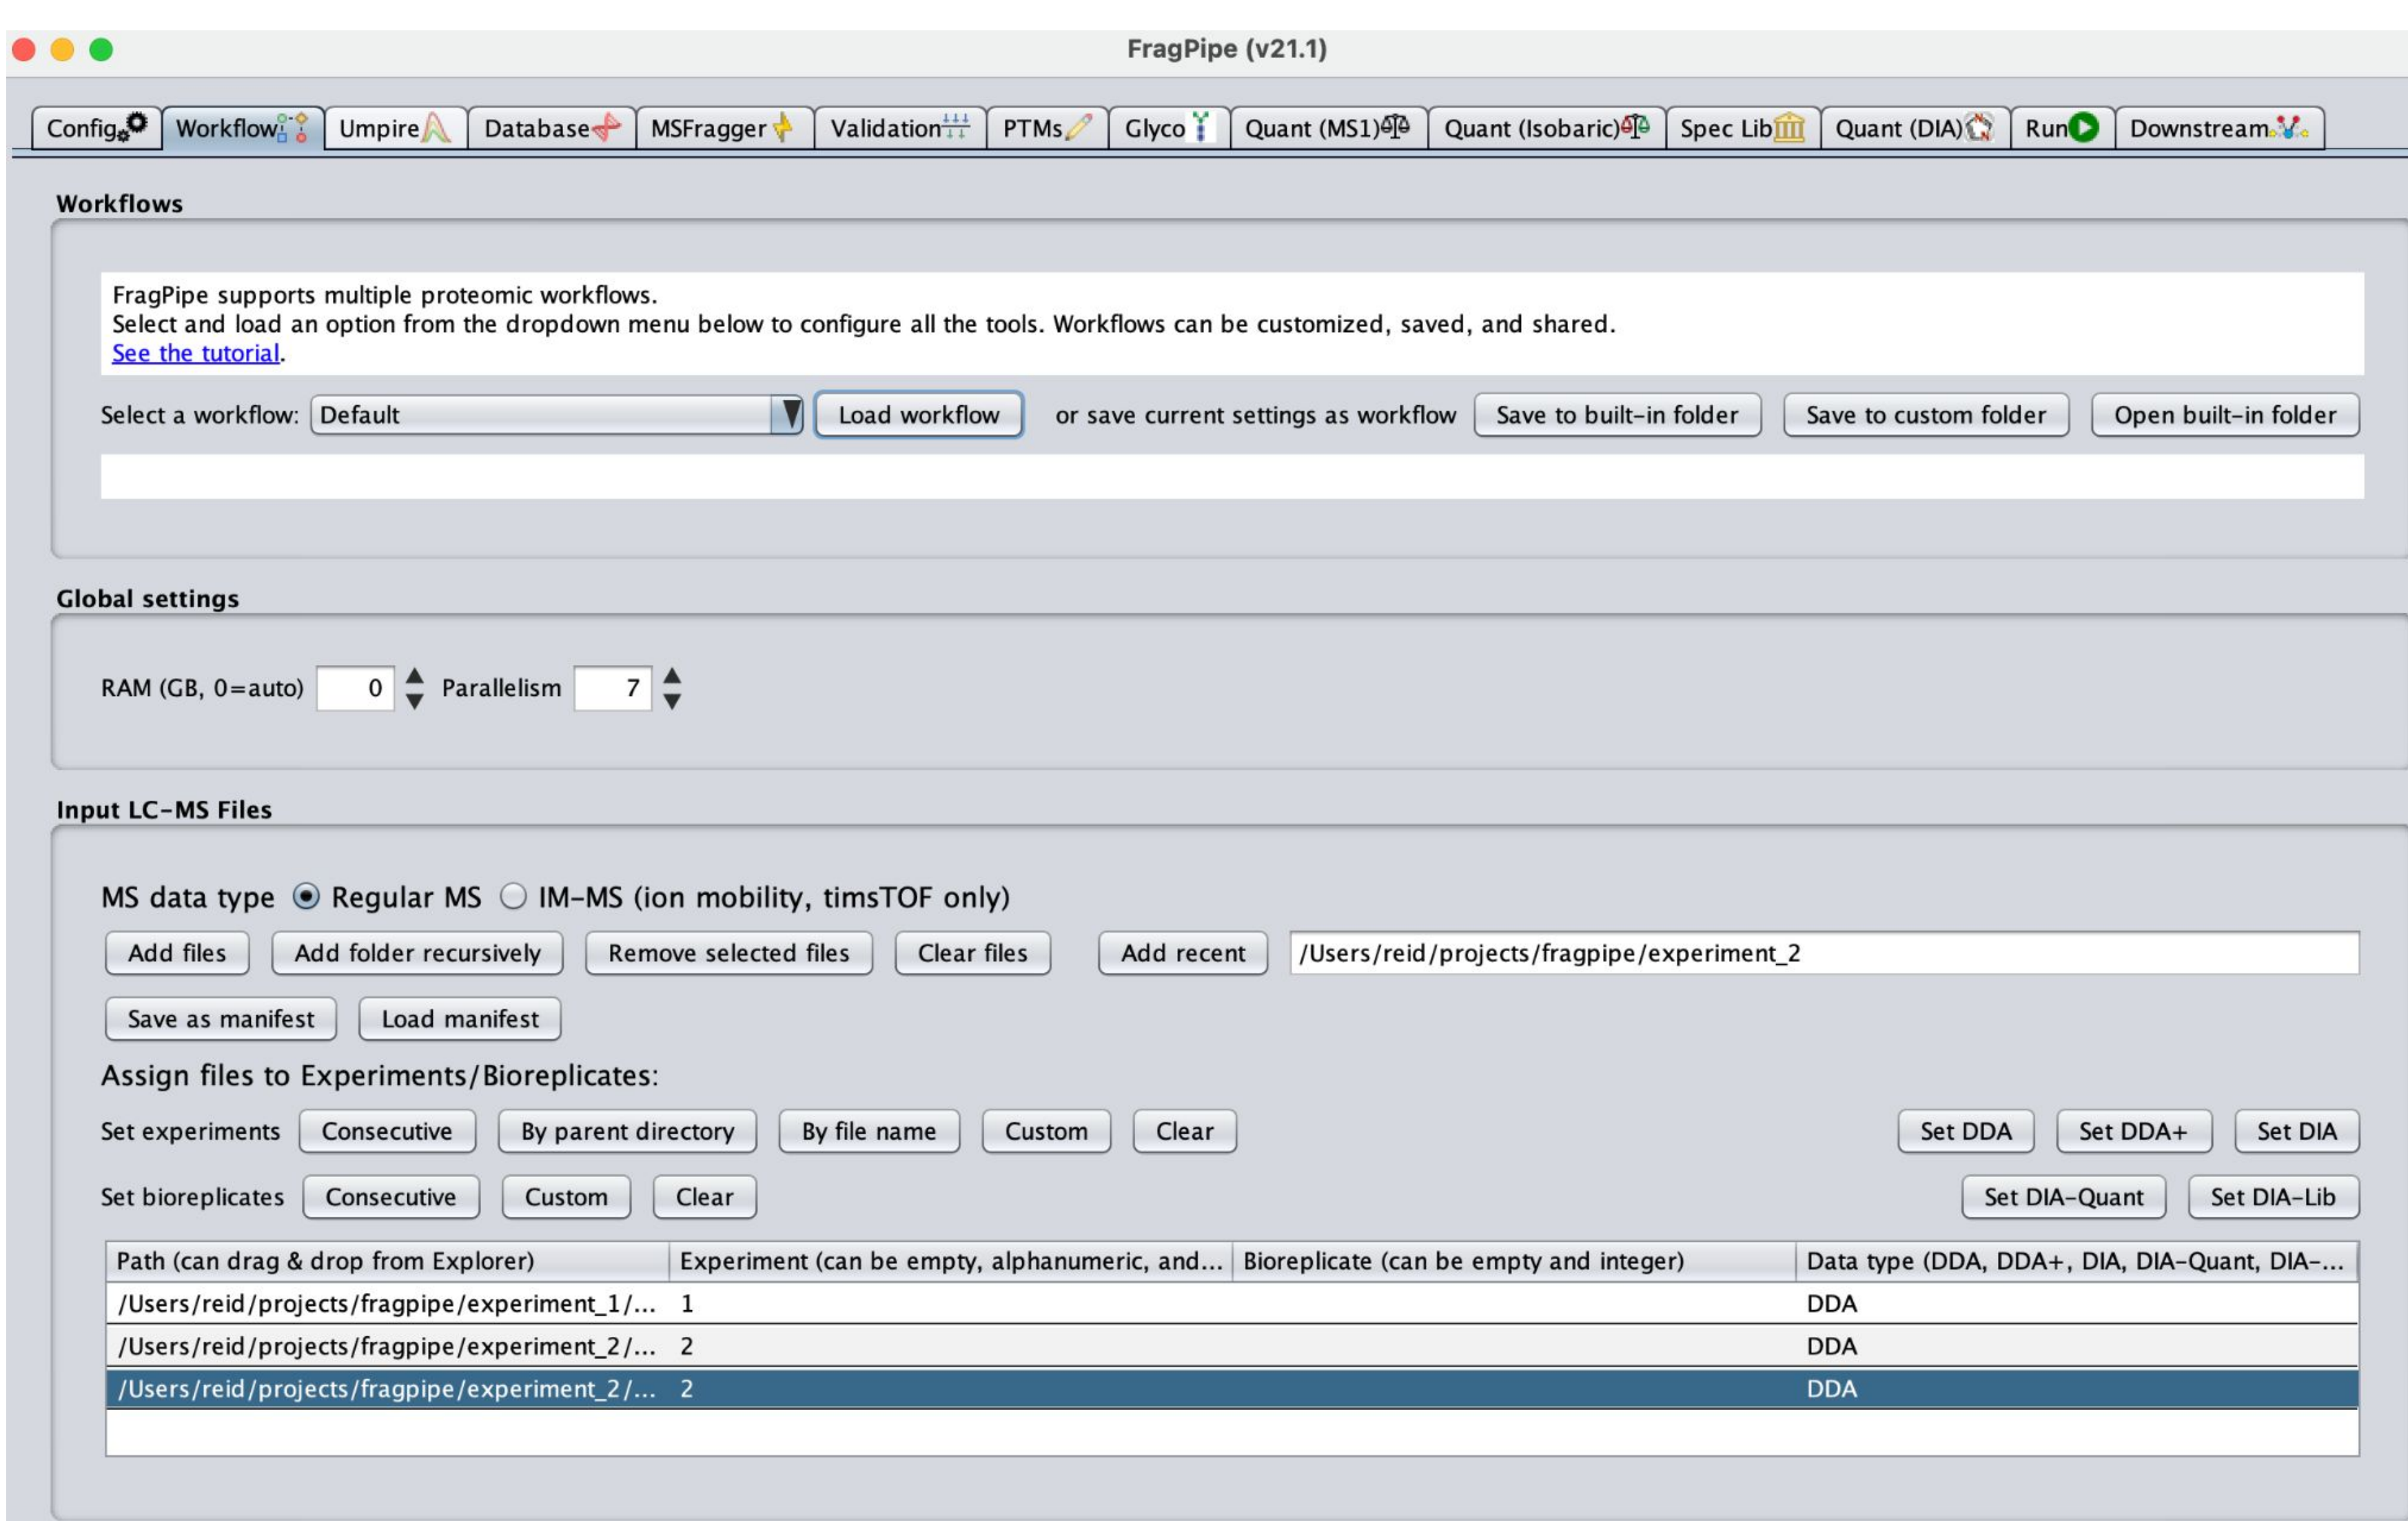 FragPipe (v21.1)
Config Workflow Umpire Database MSFragger Validation PTMs Glyco Quant (MS1) Quant (Isobaric) Spec Lib Quant (DIA) Run Downstream
Workflows
FragPipe supports multiple proteomic workflows.
Select and load an option from the dropdown menu below to configure all the tools. Workflows can be customized, saved, and shared.
See the tutorial.
Select a workflow: Default Load workflow or save current settings as workflow Save to built-in folder Save to custom folder Open built-in folder
Global settings
RAM (GB, 0=auto) 0 Parallelism 7
Input LC-MS Files
MS data type Regular MS IM-MS (ion mobility, timsTOF only)
Add files Add folder recursively Remove selected files Clear files Add recent /Users/reid/projects/fragpipe/experiment_2
Save as manifest Load manifest
Assign files to Experiments/Bioreplicates:
Set experiments Consecutive By parent directory By file name Custom Clear Set DDA Set DDA+ Set DIA
Set bioreplicates Consecutive Custom Clear Set DIA-Quant Set DIA-Lib
Path (can drag & drop from Explorer) Experiment (can be empty, alphanumeric, and... Bioreplicate (can be empty and integer) Data type (DDA, DDA+, DIA, DIA-Quant, DIA-...
/Users/reid/projects/fragpipe/experiment_1/... 1 DDA
/Users/reid/projects/fragpipe/experiment_2/... 2 DDA
/Users/reid/projects/fragpipe/experiment_2/... 2 DDA